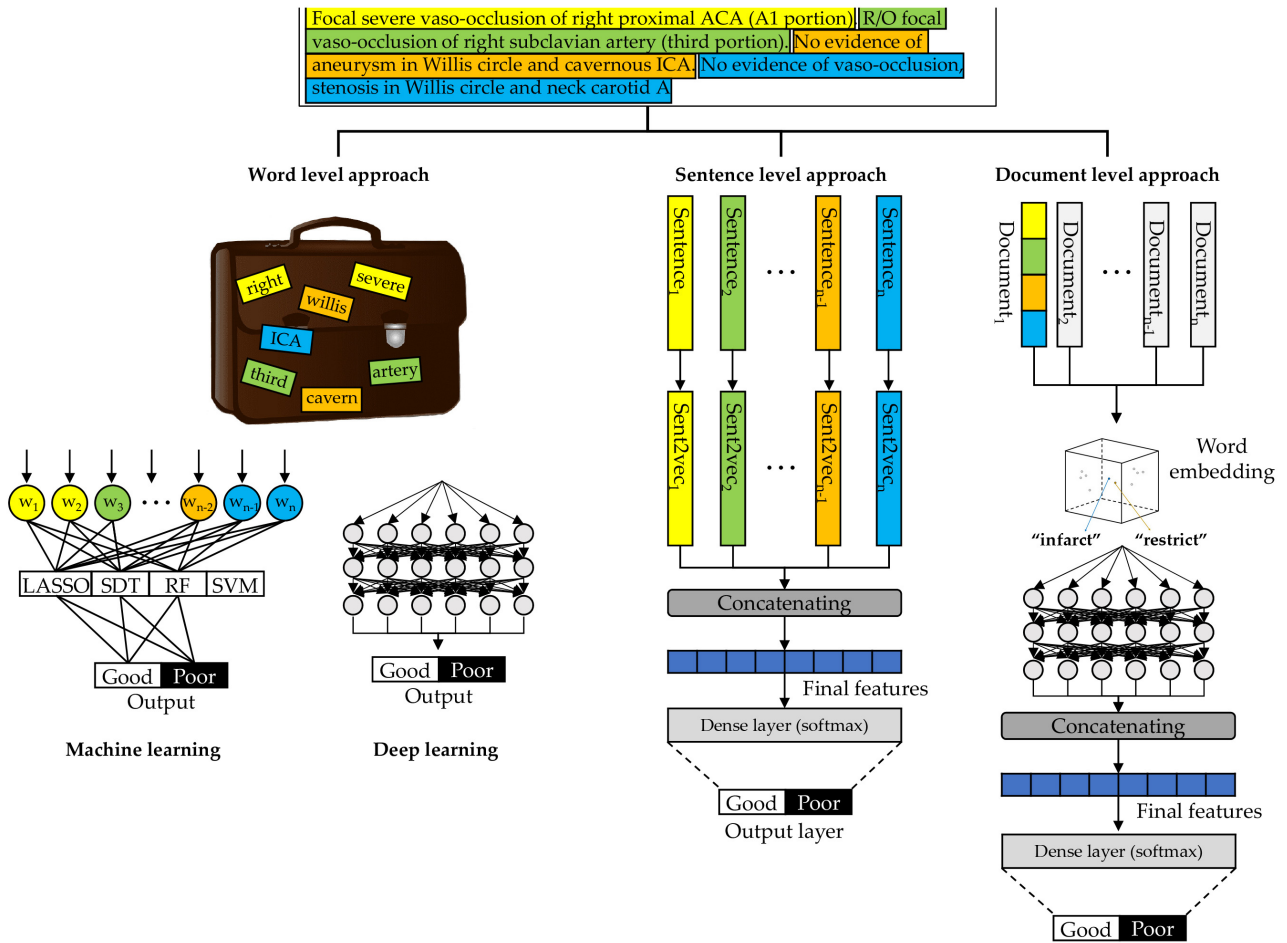 Focal severe vaso-occlusion of right proximal ACA (A1 portion). R/O focal
vaso-occlusion of right subclavian artery (third portion). No evidence of
aneurysm in Willis circle and cavernous ICA. No evidence of vaso-occlusion,
stenosis in Willis circle and neck carotid A
Word level approach
right
severe
willis
ICA
third
artery
cavern
w1
w2
w3
...
wn-2
wn-1
wn
LASSO SDT RF SVM
Good Poor
Output
Machine learning
Good Poor
Output
Deep learning
Sentence level approach
Sentence1
Sentence2
...
Sentencen-1
Sentencen
Sent2vec1
Sent2vec2
...
Sent2vecn-1
Sent2vecn
Concatenating
Final features
Dense layer (softmax)
Good Poor
Output layer
Document level approach
Document1
Document2
...
Documentn-1
Documentn
Word
embedding
“infarct” “restrict”
Concatenating
Final features
Dense layer (softmax)
Good Poor